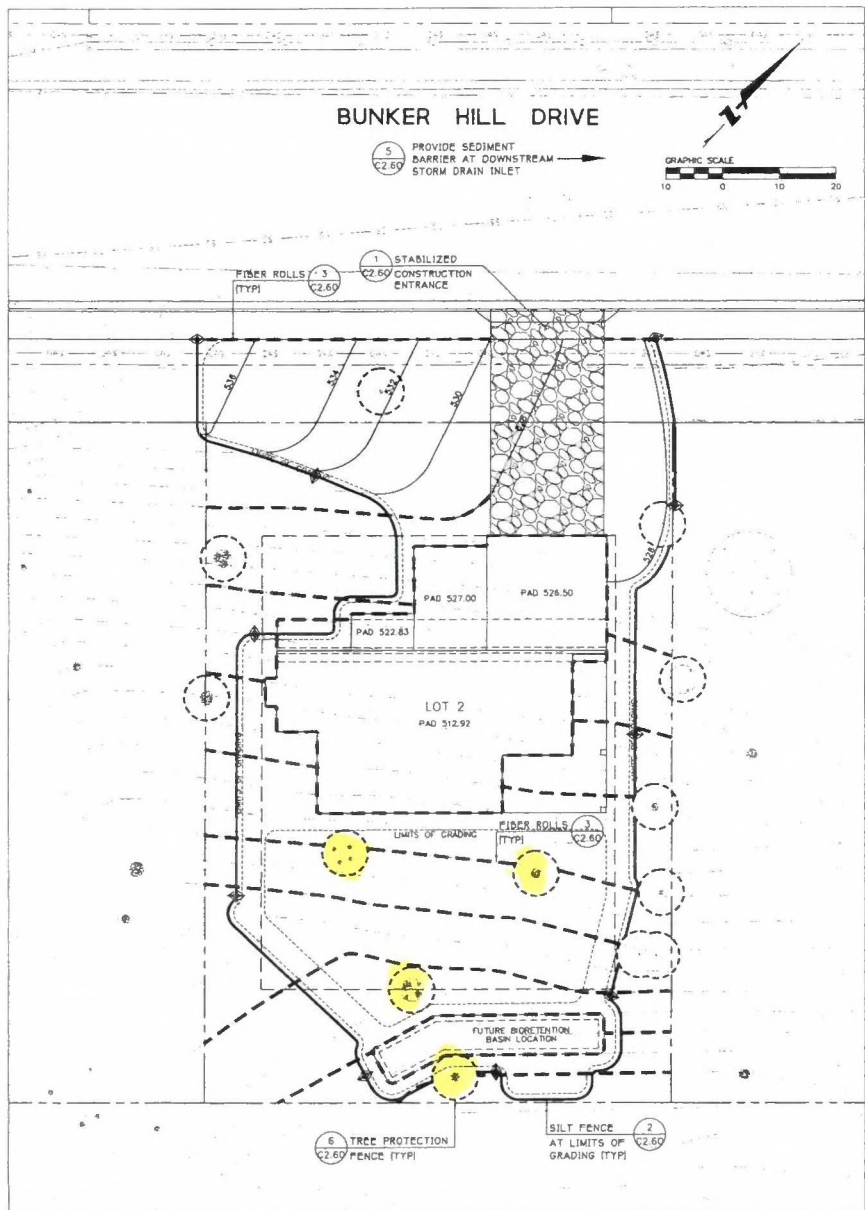 BUNKER HILL DRIVE
5
C2.60
PROVIDE SEDIMENT
BARRIER AT DOWNSTREAM
STORM DRAIN INLET
GRAPHIC SCALE
10 0 10 20
1
C2.60
STABILIZED
CONSTRUCTION
ENTRANCE
FIBER ROLLS
(TYP)
3
C2.60
536
534
532
530
528
528
PAD 527.00
PAD 526.50
PAD 522.83
LOT 2
PAD 512.92
LIMITS OF GRADING
FIBER ROLLS
(TYP)
3
C2.60
FUTURE BIORETENTION
BASIN LOCATION
6
C2.60
TREE PROTECTION
FENCE (TYP)
SILT FENCE
AT LIMITS OF
GRADING (TYP)
2
C2.60